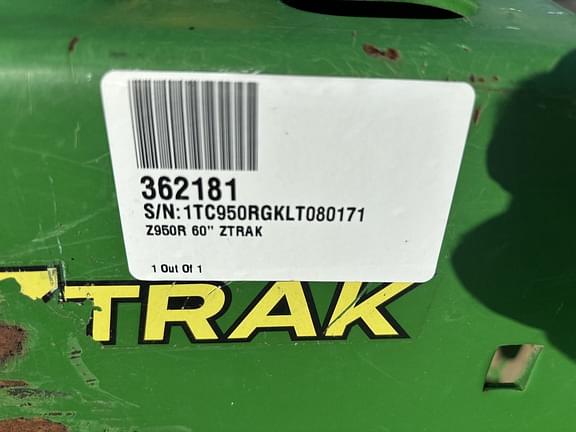 362181
S/N:1TC950RGKLT080171
Z950R 60" ZTRAK
1 Out Of 1
TRAK